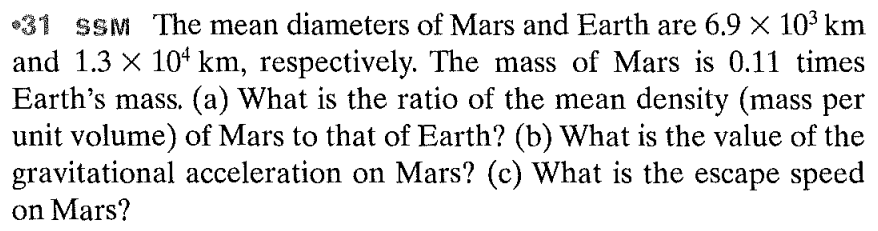 •31 SSM The mean diameters of Mars and Earth are 6.9 × 10³ km
and 1.3 × 10⁴ km, respectively. The mass of Mars is 0.11 times
Earth's mass. (a) What is the ratio of the mean density (mass per
unit volume) of Mars to that of Earth? (b) What is the value of the
gravitational acceleration on Mars? (c) What is the escape speed
on Mars?